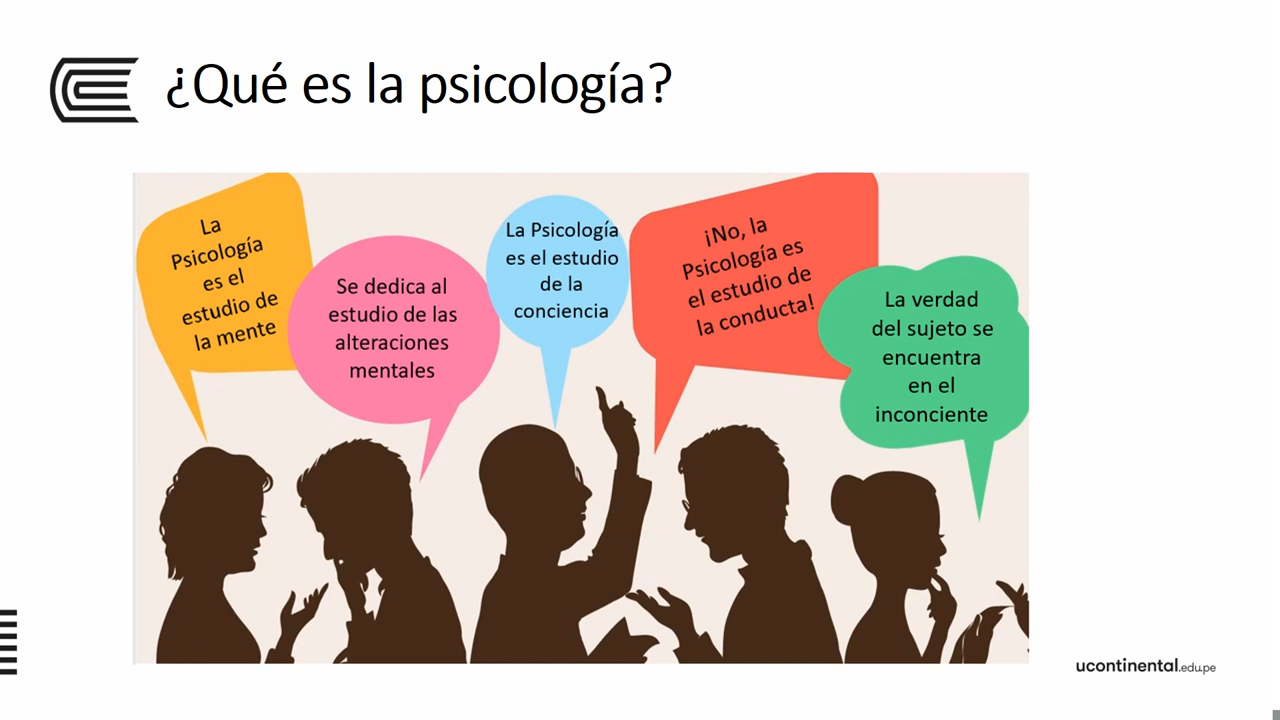 ¿Qué es la psicología?
La
Psicología
es el
estudio de
la mente
Se dedica al
estudio de las
alteraciones
mentales
La Psicología
es el estudio
de la
conciencia
¡No, la
Psicología es
el estudio de
la conducta!
La verdad
del sujeto se
encuentra
en el
inconciente
ucontinental.edu.pe